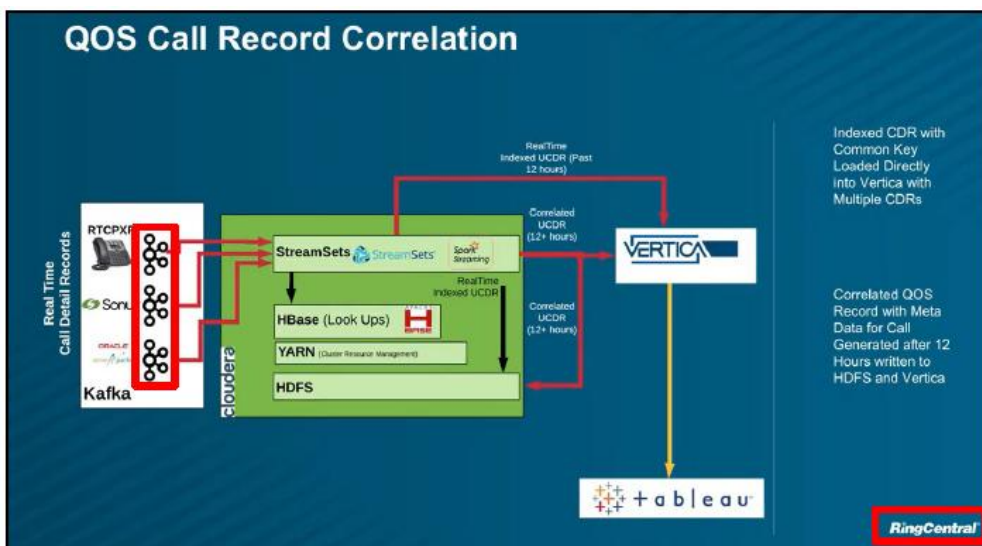 QOS Call Record Correlation
RealTime
Indexed UCDR (Past
12 hours)
Indexed CDR with
Common Key
Loaded Directly
into Vertica with
Multiple CDRs
Real Time
Call Detail Records
RTCPXR
Sonu
ORACLE
Kafka
cloudera
StreamSets
StreamSets
Spark
Streaming
Correlated
UCDR
(12+ hours)
VERTICA
RealTime
Indexed UCDR
HBase (Look Ups)
H
BASE
YARN (Cluster Resource Management)
HDFS
Correlated
UCDR
(12+ hours)
Correlated QOS
Record with Meta
Data for Call
Generated after 12
Hours written to
HDFS and Vertica
+ableau
RingCentral